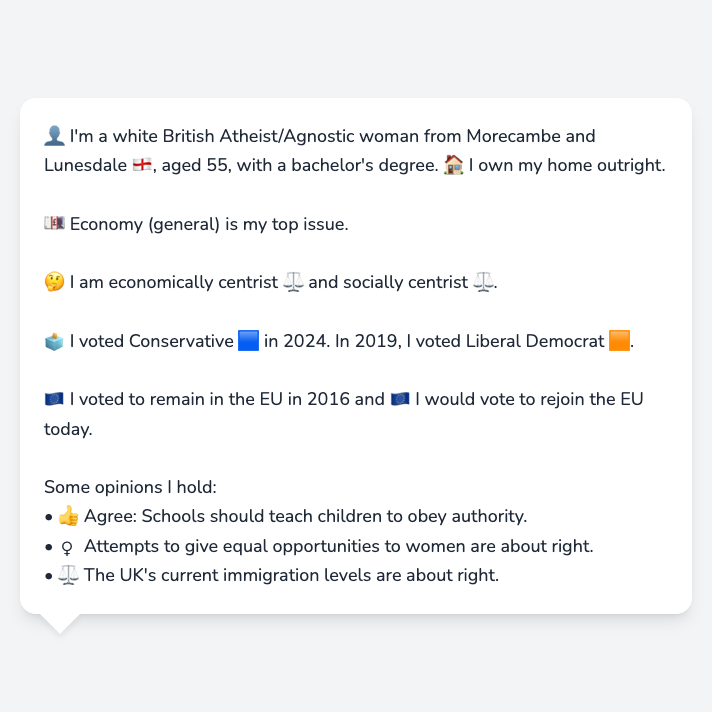 👤 I'm a white British Atheist/Agnostic woman from Morecambe and
Lunesdale 🏴󠁧󠁢󠁥󠁮󠁧󠁿, aged 55, with a bachelor's degree. 🏠 I own my home outright.
💷 Economy (general) is my top issue.
🤔 I am economically centrist ⚖️ and socially centrist ⚖️.
🗳️ I voted Conservative 🟦 in 2024. In 2019, I voted Liberal Democrat 🟧.
🇪🇺 I voted to remain in the EU in 2016 and 🇪🇺 I would vote to rejoin the EU
today.
Some opinions I hold:
• 👍 Agree: Schools should teach children to obey authority.
• ♀ Attempts to give equal opportunities to women are about right.
• ⚖️ The UK's current immigration levels are about right.